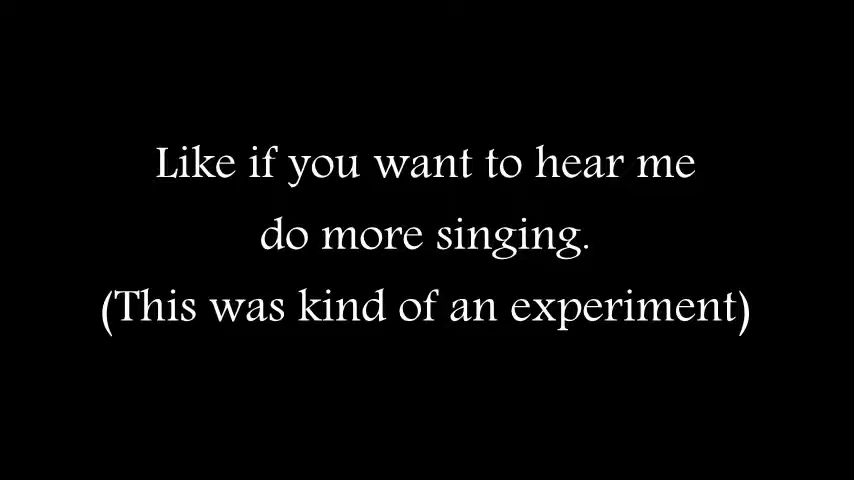 Like if you want to hear me
do more singing.
(This was kind of an experiment)